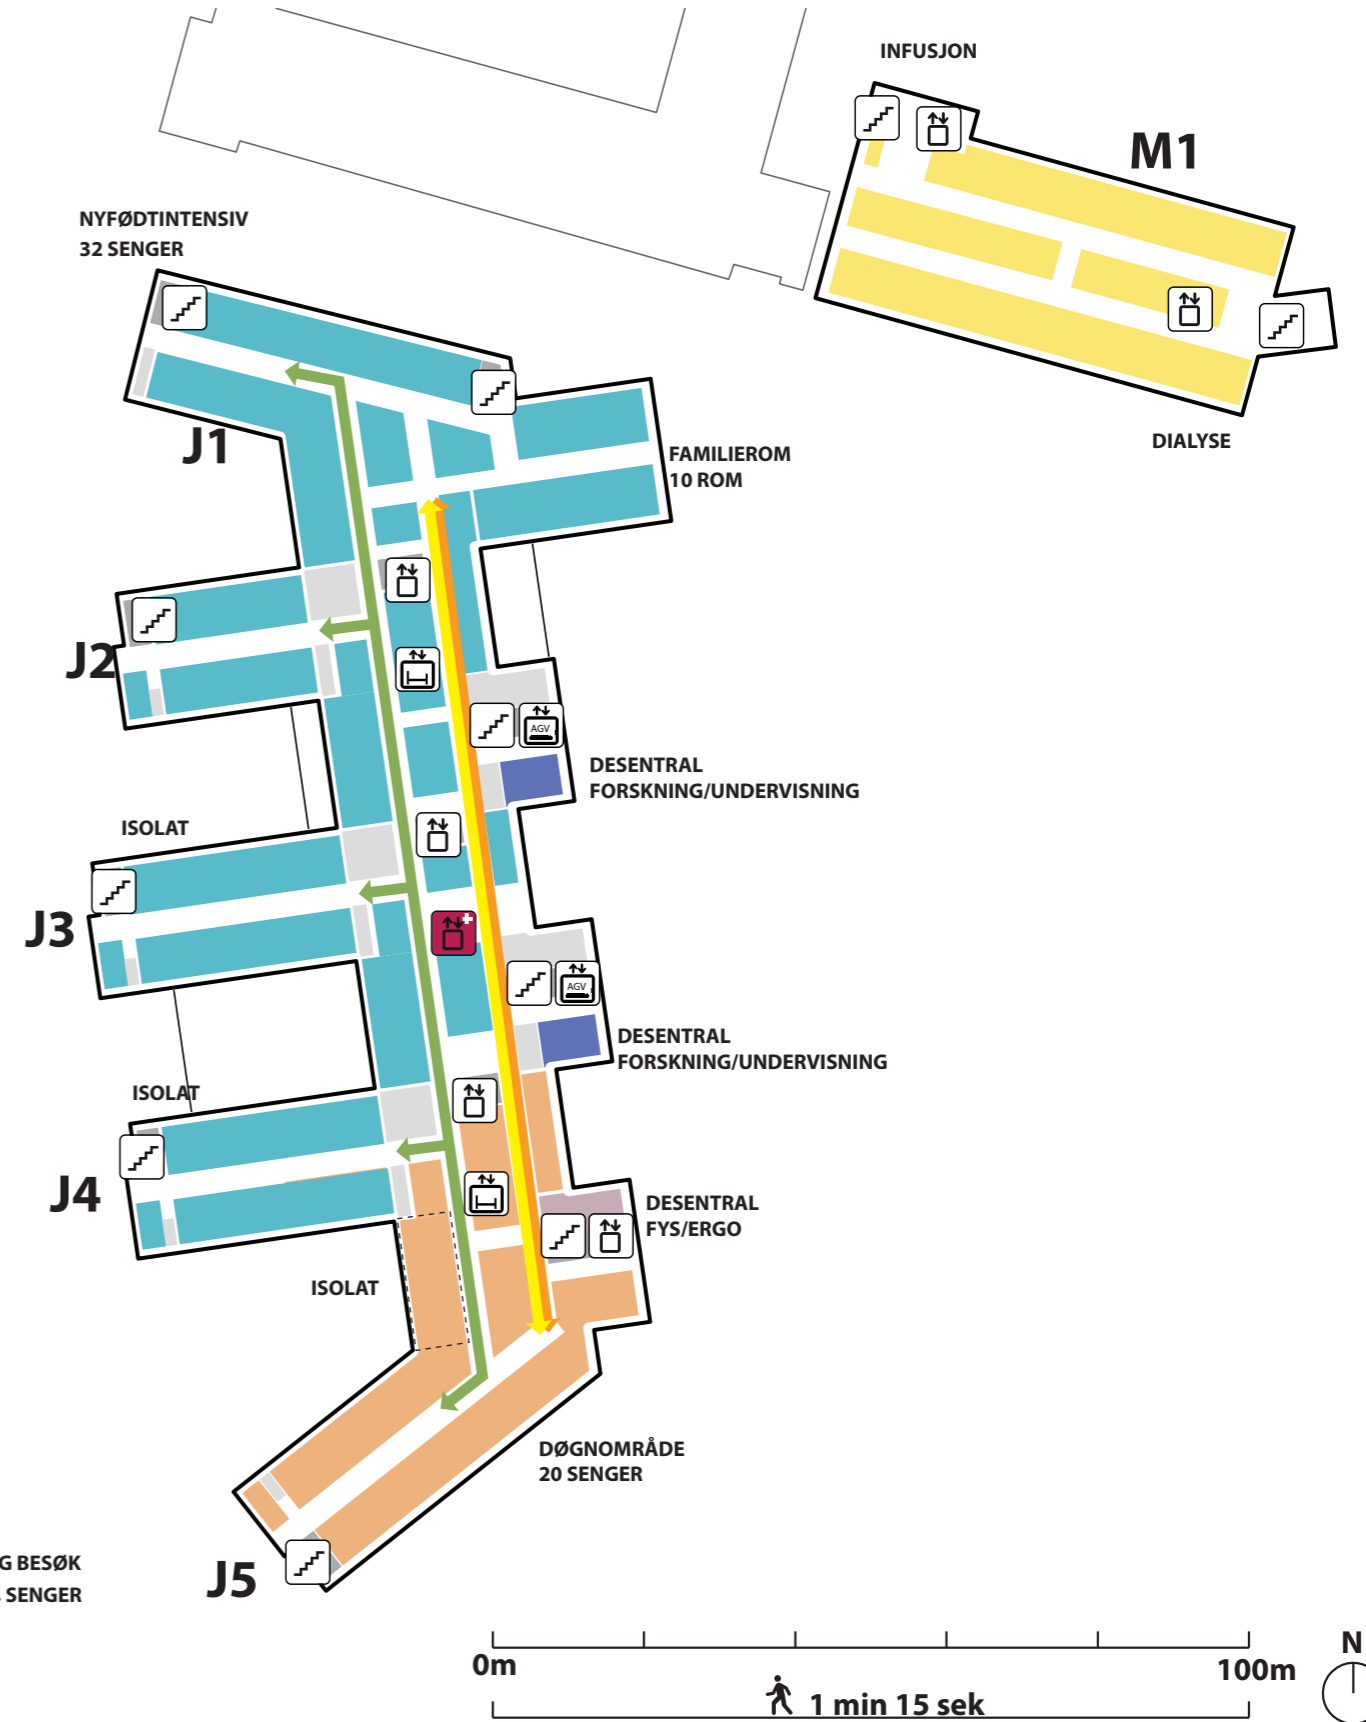 INFUSJON
M1
NYFØDTINTENSIV
32 SENGER
DIALYSE
J1
FAMILIEROM
10 ROM
J2
AGV
DESENTRAL
FORSKNING/UNDERVISNING
ISOLAT
J3
AGV
DESENTRAL
FORSKNING/UNDERVISNING
ISOLAT
J4
DESENTRAL
FYS/ERGO
ISOLAT
DØGNOMRÅDE
20 SENGER
G BESØK
SENGER
J5
0m
100m
N
1 min 15 sek